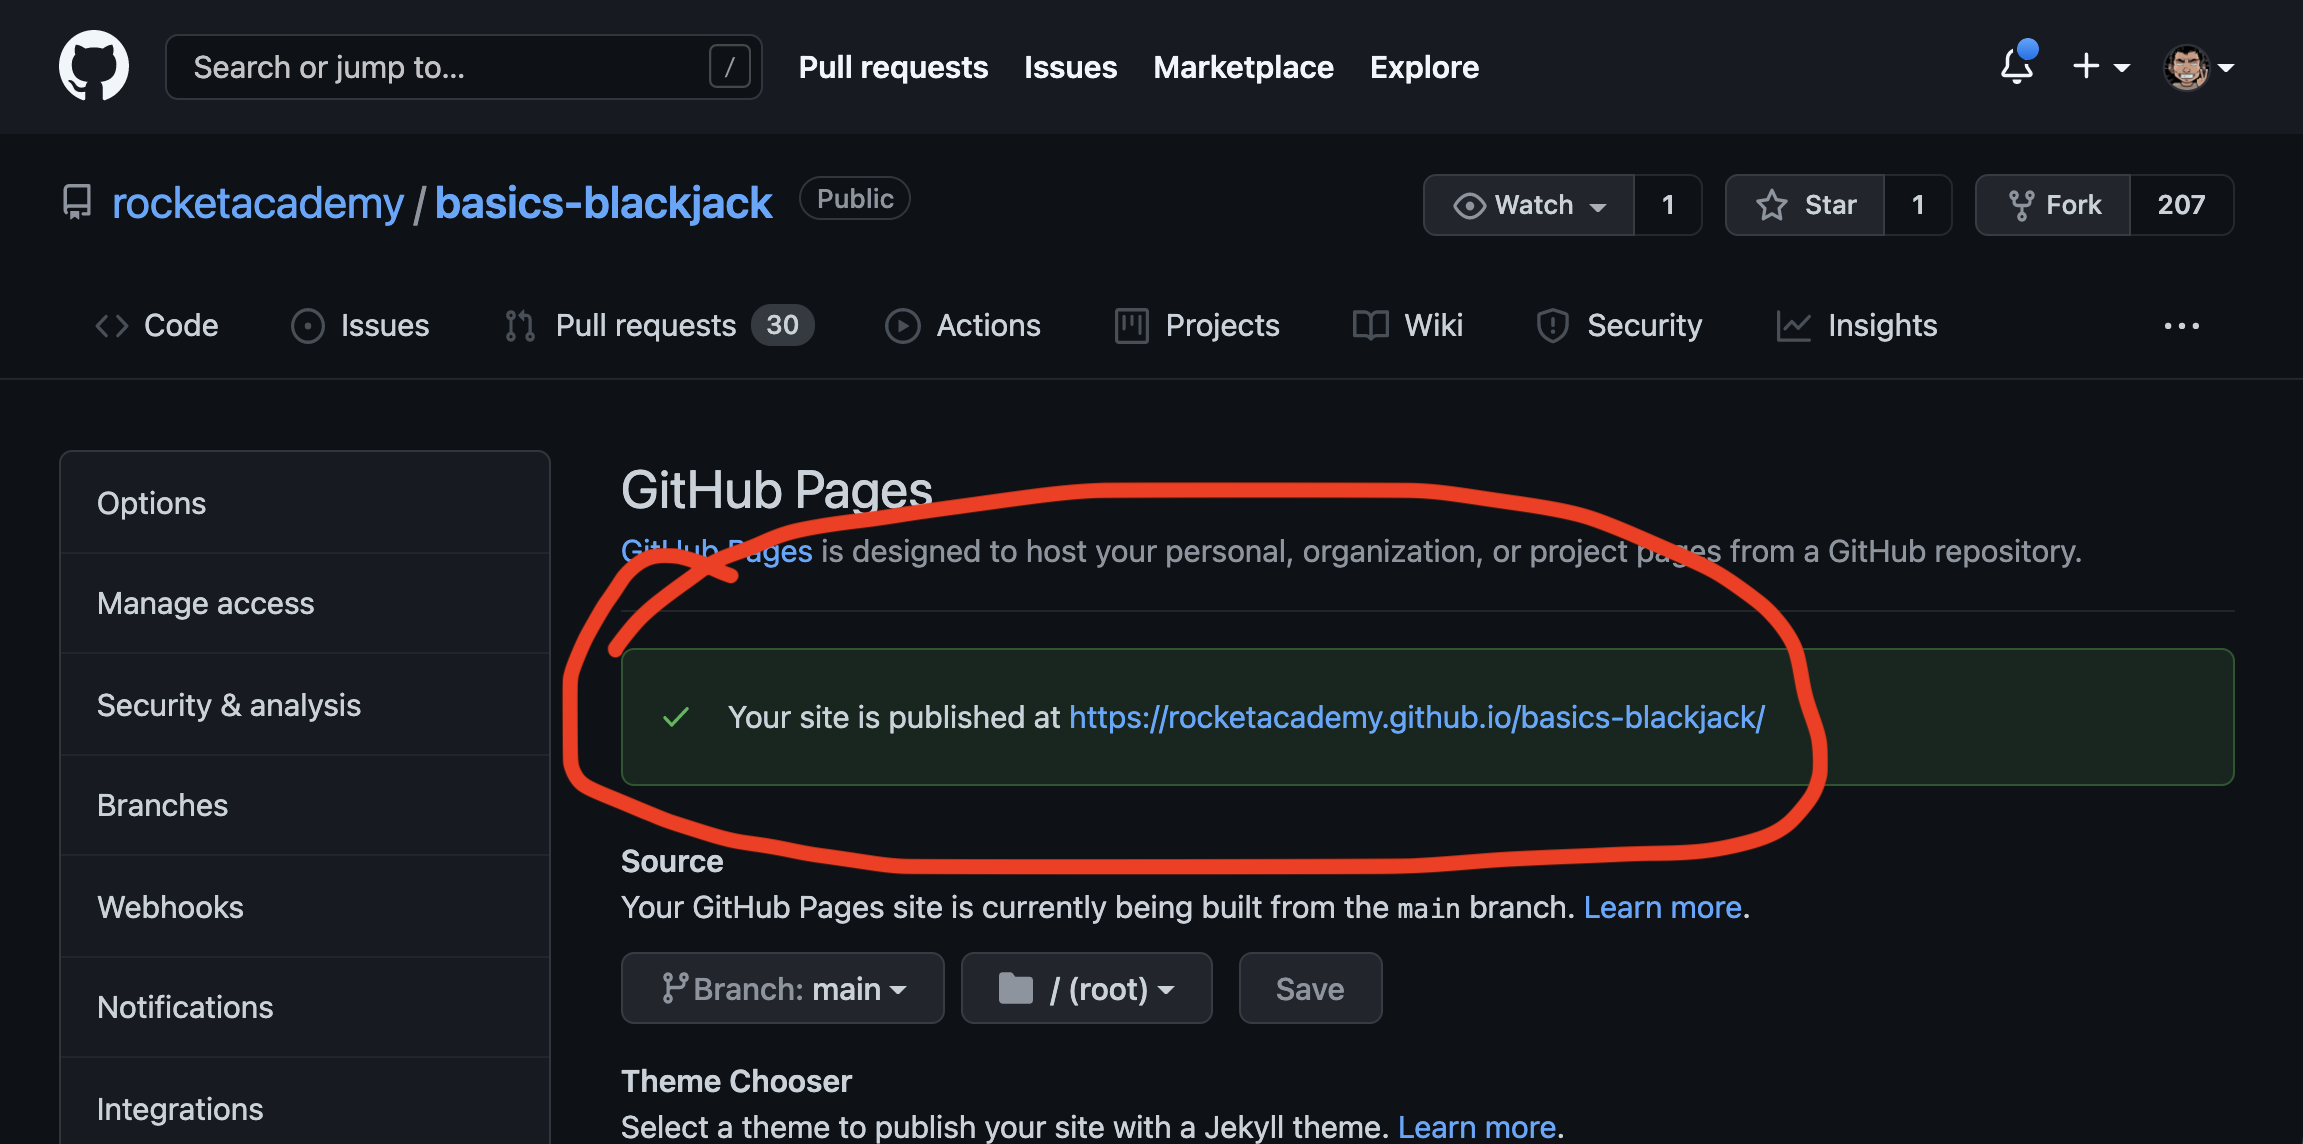 Search or jump to... /
Pull requests Issues Marketplace Explore
rocketacademy / basics-blackjack Public
Watch 1 Star 1 Fork 207
Code Issues Pull requests 30 Actions Projects Wiki Security Insights ...
Options
Manage access
Security & analysis
Branches
Webhooks
Notifications
Integrations
GitHub Pages
GitHub Pages is designed to host your personal, organization, or project pages from a GitHub repository.
Your site is published at https://rocketacademy.github.io/basics-blackjack/
Source
Your GitHub Pages site is currently being built from the main branch. Learn more.
Branch: main / (root) Save
Theme Chooser
Select a theme to publish your site with a Jekyll theme. Learn more.